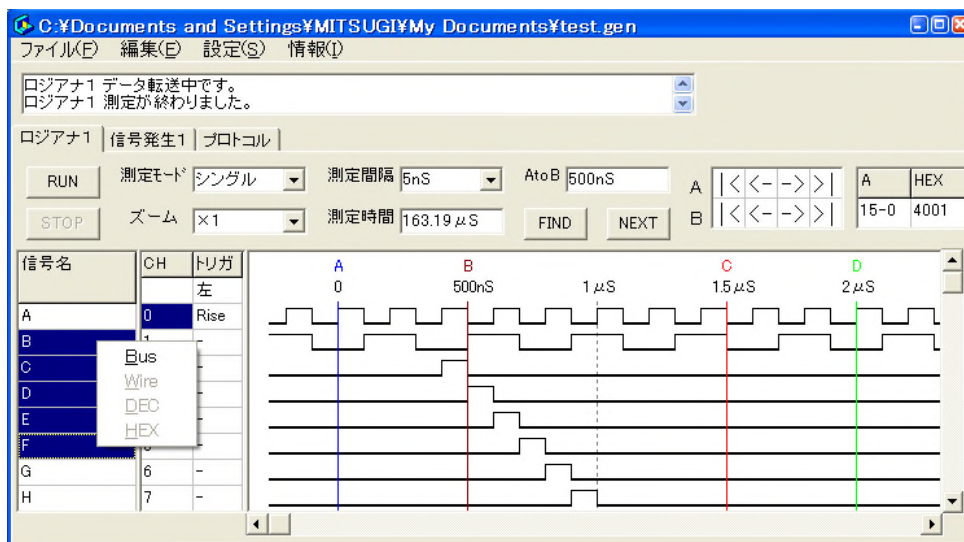 C:¥Documents and Settings¥MITSUGI¥My Documents¥test.gen
ファイル(F) 編集(E) 設定(S) 情報(I)
ロジアナ1 データ転送中です。
ロジアナ1 測定が終わりました。
ロジアナ1 信号発生1 プロトコル
RUN 測定モード シングル 測定間隔 5nS AtoB 500nS A |< <- -> >| A HEX
STOP ズーム ×1 測定時間 163.19μS FIND NEXT B |< <- -> >| 15-0 4001
信号名 CH トリガ A B C D
左 0 500nS 1μS 1.5μS 2μS
A 0 Rise
B
C
D
E
F
G 6 -
H 7 -
Bus
Wire
DEC
HEX